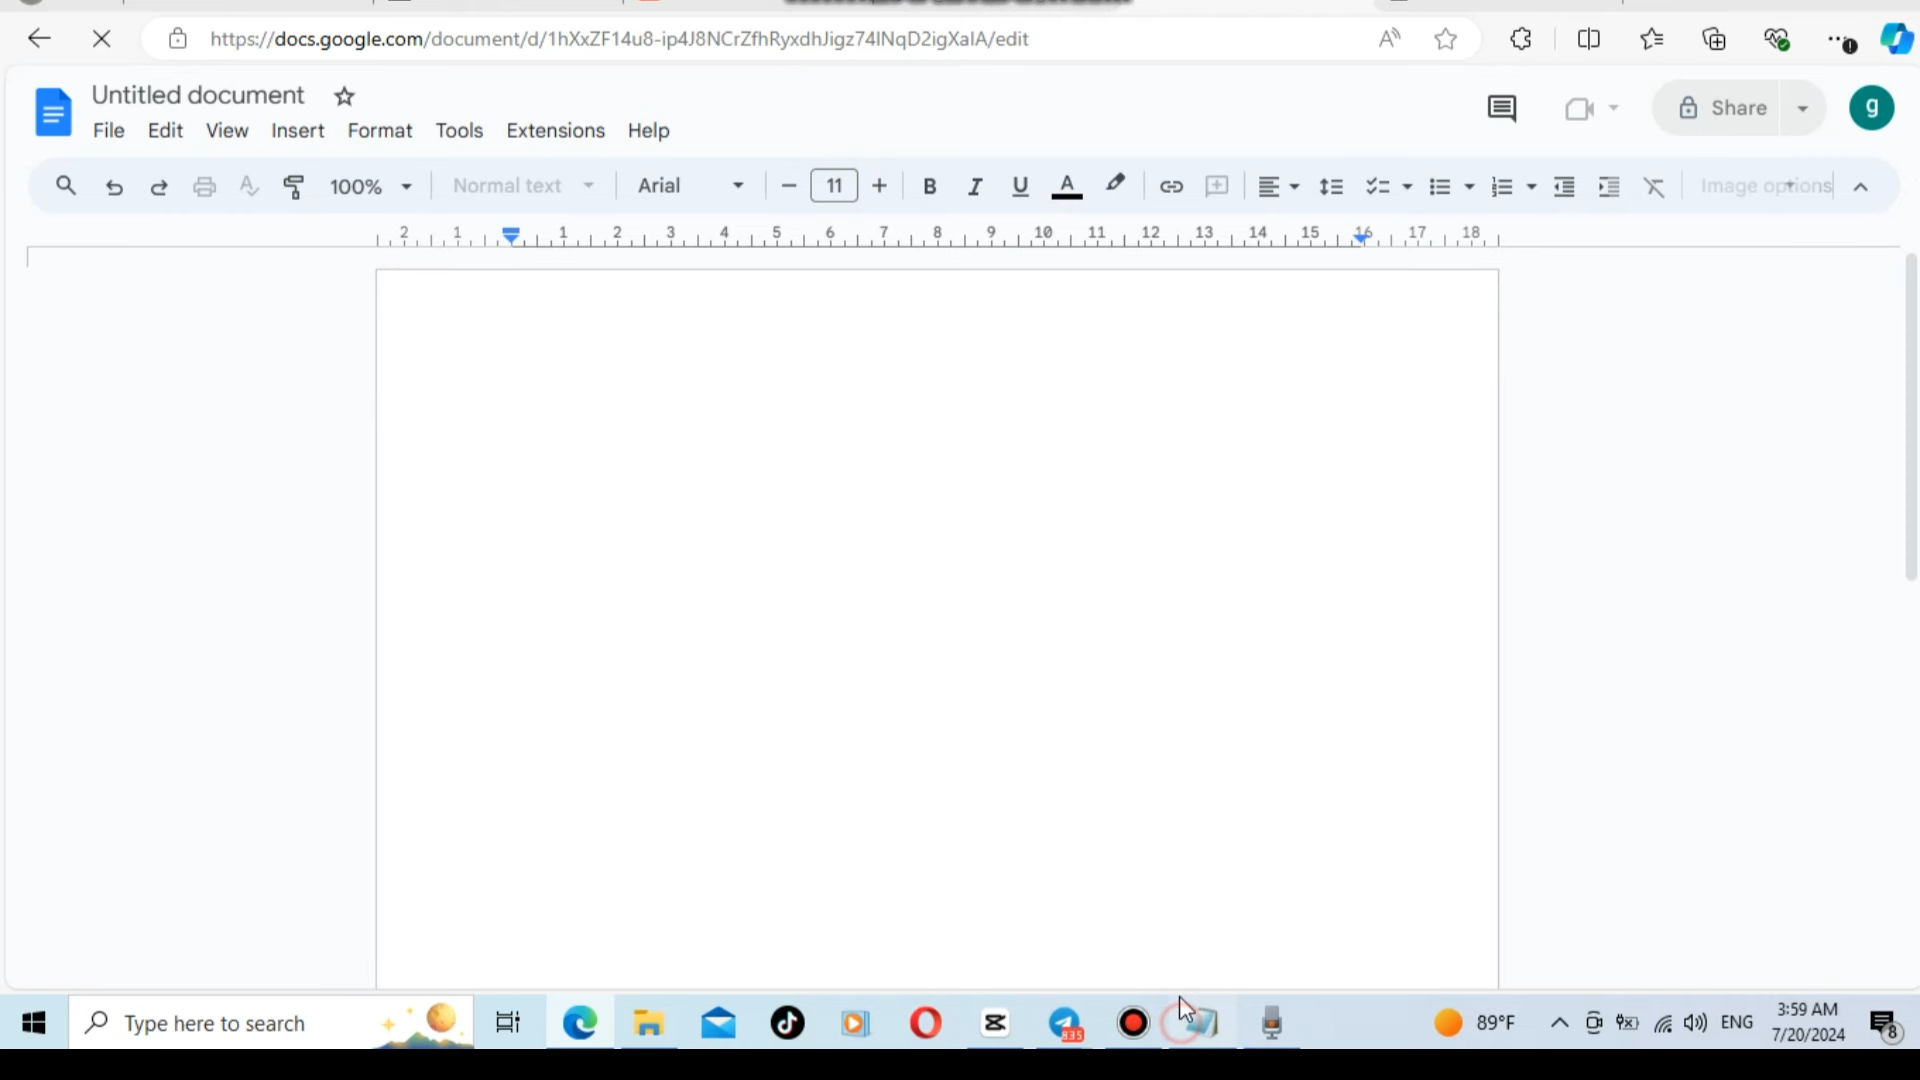 https://docs.google.com/document/d/1hXxZF14u8-ip4J8NCrZfhRyxdhJigz74lNqD2igXalA/edit
Untitled document
File Edit View Insert Format Tools Extensions Help
Share
g
100% Normal text Arial 11 B I U A Image options
2 1 1 2 3 4 5 6 7 8 9 10 11 12 13 14 15 16 17 18
Type here to search
835
89°F
ENG
3:59 AM
7/20/2024
8